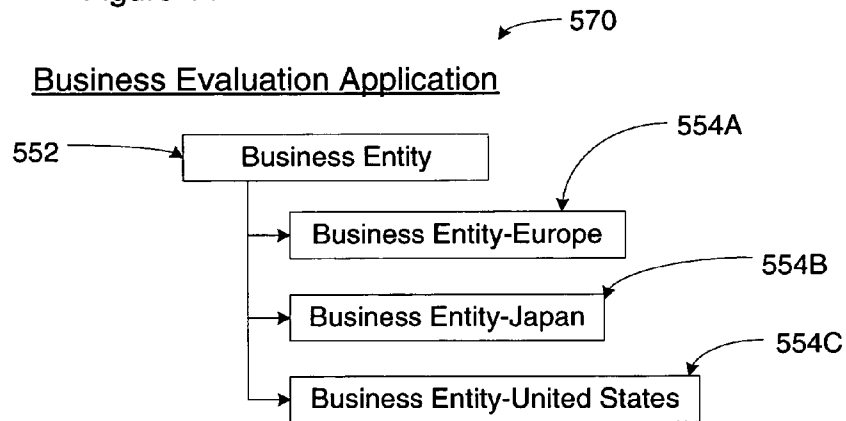 570
Business Evaluation Application
552
Business Entity
554A
Business Entity-Europe
554B
Business Entity-Japan
554C
Business Entity-United States